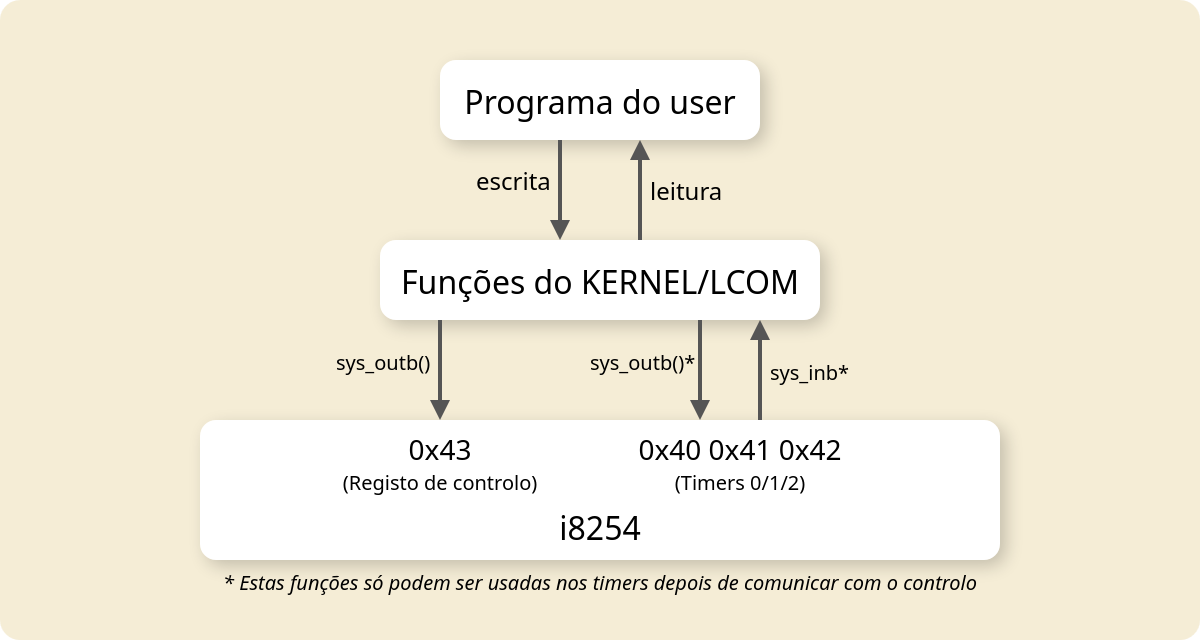 Programa do user
escrita
leitura
Funções do KERNEL/LCOM
sys_outb()
sys_outb()*
sys_inb*
0x43
(Registo de controlo)
0x40 0x41 0x42
(Timers 0/1/2)
i8254
* Estas funções só podem ser usadas nos timers depois de comunicar com o controlo